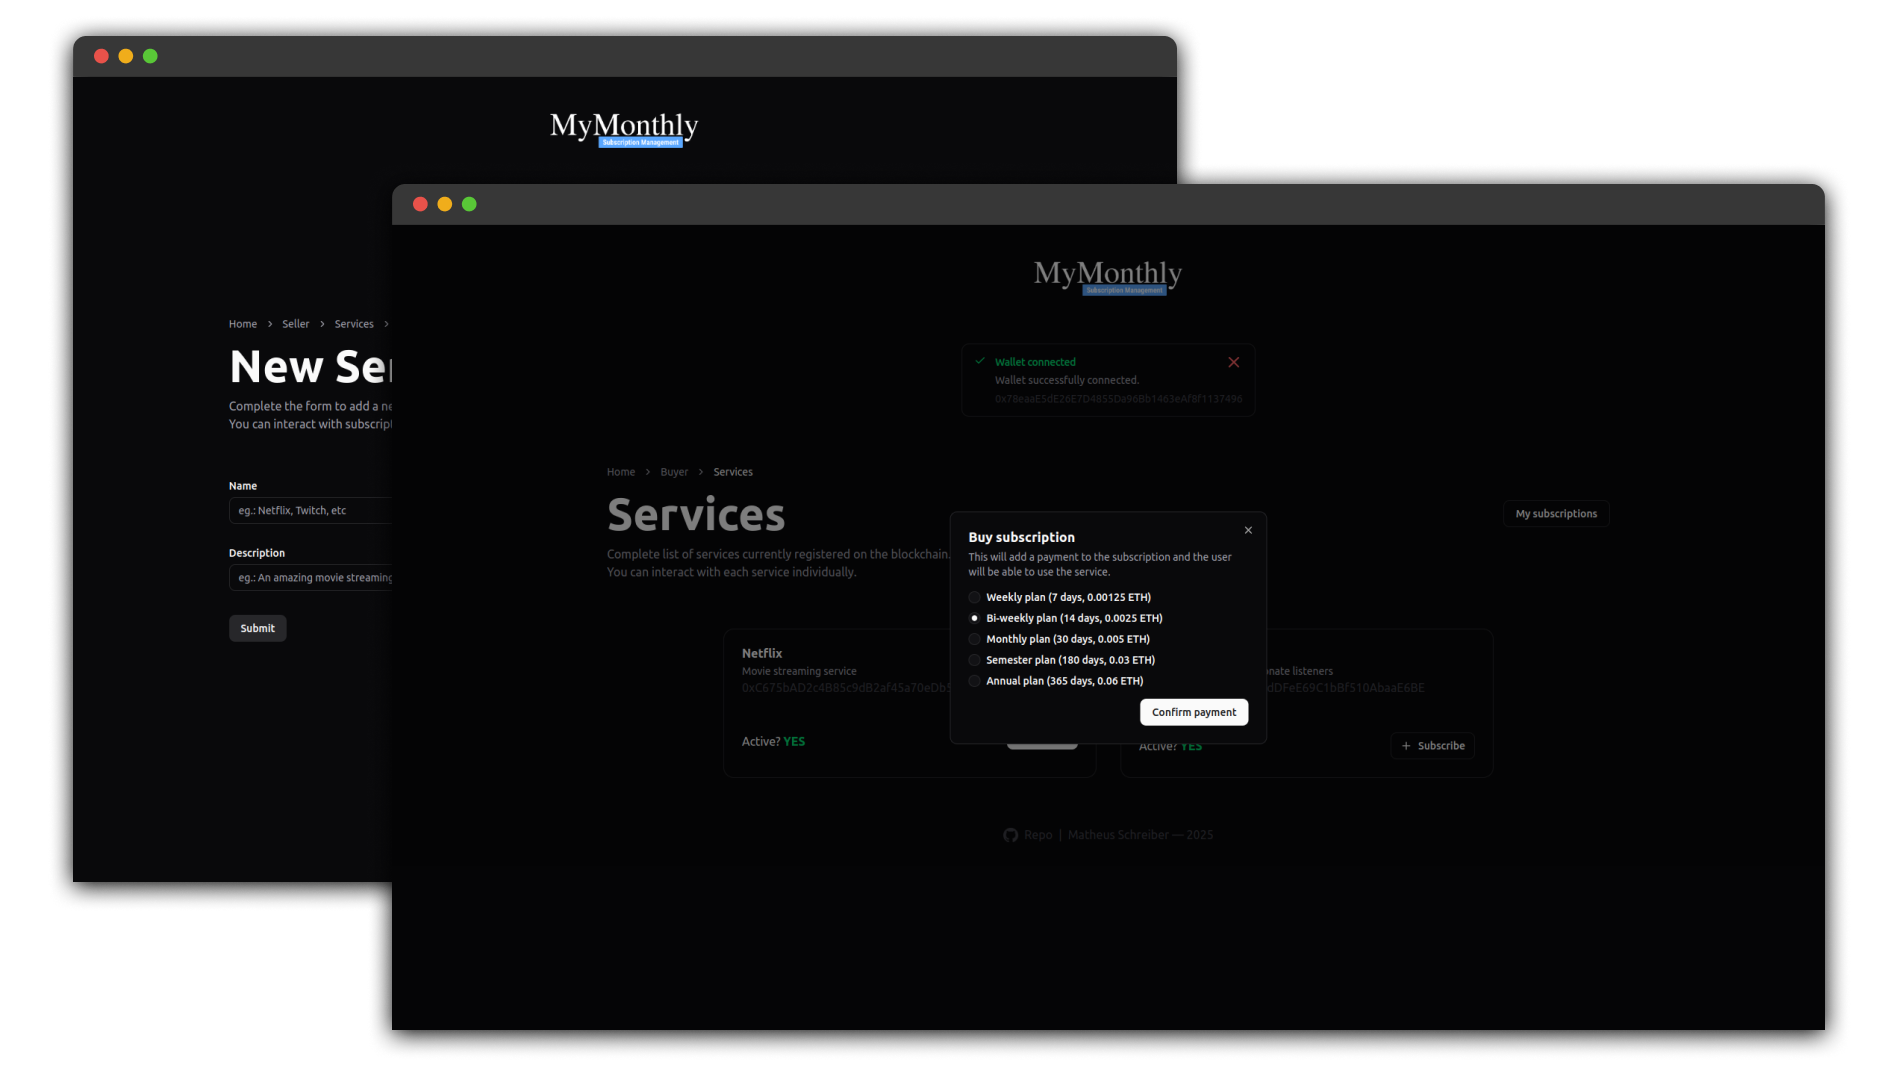 MyMonthly
Subscription Management
Home > Seller > Services >
New Se
Complete the form to add a ne
You can interact with subscript
Name
eg.: Netflix, Twitch, etc
Description
eg.: An amazing movie streaming
Submit
MyMonthly
Subscription Management
Wallet connected
Wallet successfully connected.
0x78eaaE5dE26E7D4855Da96Bb1463eAf8f1137496
Home > Buyer > Services
Services
My subscriptions
Complete list of services currently registered on the blockchain.
You can interact with each service individually.
Buy subscription
This will add a payment to the subscription and the user
will be able to use the service.
Weekly plan (7 days, 0.00125 ETH)
Bi-weekly plan (14 days, 0.0025 ETH)
Monthly plan (30 days, 0.005 ETH)
Semester plan (180 days, 0.03 ETH)
Annual plan (365 days, 0.06 ETH)
Confirm payment
Netflix
Movie streaming service
0xC675bAD2c4B85c9dB2af45a70eDb
Active? YES
nate listeners
dDFeE69C1bBf510AbaaE6BE
Active? YES
+ Subscribe
Repo | Matheus Schreiber — 2025